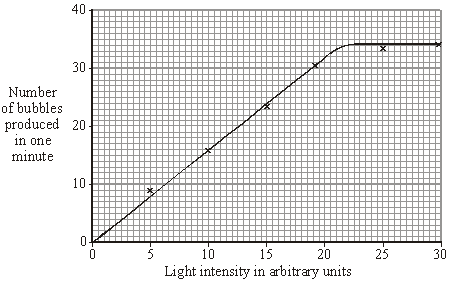 40
30
20
10
0
Number
of bubbles
produced
in one
minute
0 5 10 15 20 25 30
Light intensity in arbitrary units